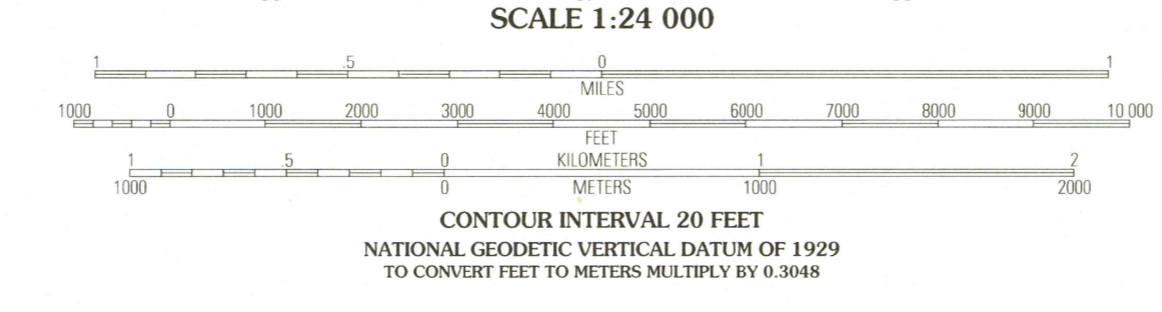 SCALE 1:24 000
1 .5 0 1
MILES
1000 0 1000 2000 3000 4000 5000 6000 7000 8000 9000 10 000
FEET
1 .5 0 KILOMETERS 1 2
1000 0 METERS 1000 2000
CONTOUR INTERVAL 20 FEET
NATIONAL GEODETIC VERTICAL DATUM OF 1929
TO CONVERT FEET TO METERS MULTIPLY BY 0.3048